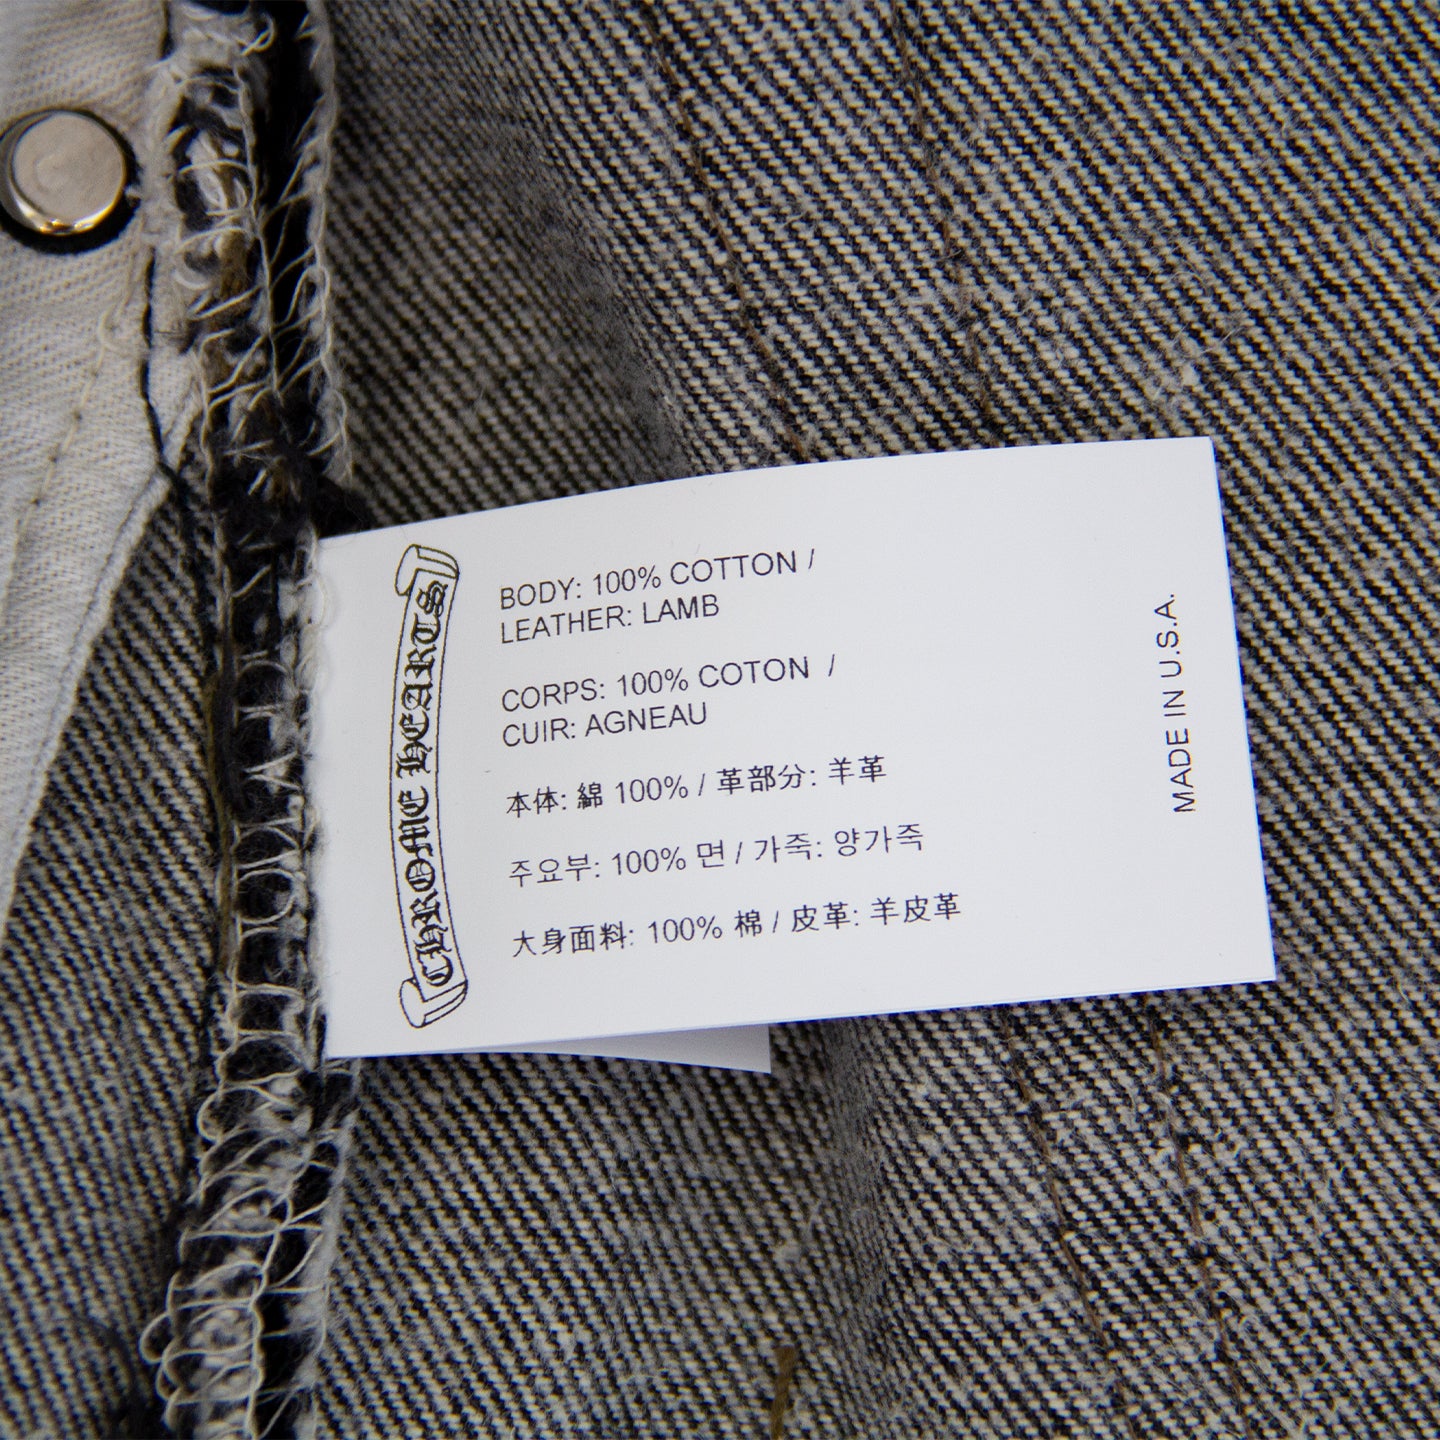 CHROME HEARTS
BODY: 100% COTTON /
LEATHER: LAMB
CORPS: 100% COTON /
CUIR: AGNEAU
本体: 綿 100% / 革部分: 羊革
주요부: 100% 면 / 가죽: 양가죽
大身面料: 100% 棉 / 皮革: 羊皮革
MADE IN U.S.A.